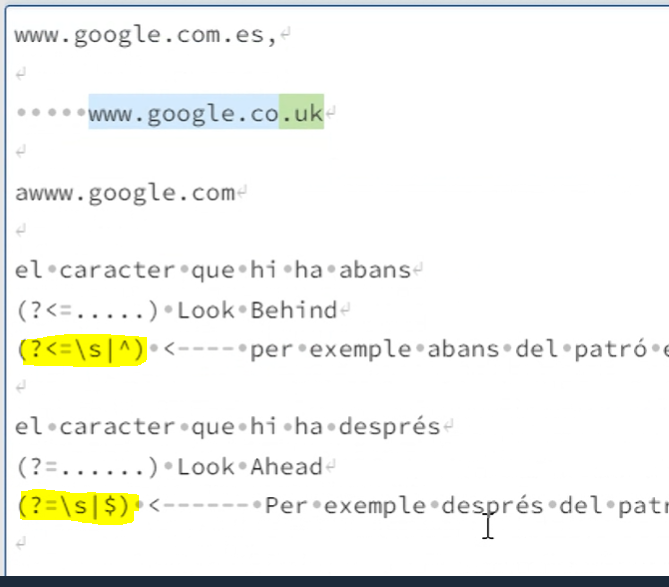 www.google.com.es,
www.google.co.uk
awww.google.com
el caracter que hi ha abans
(?<=.....) Look Behind
(?<=\s|^) <---- per exemple abans del patró
el caracter que hi ha després
(?=......) Look Ahead
(?=\s|$) <------ Per exemple després del